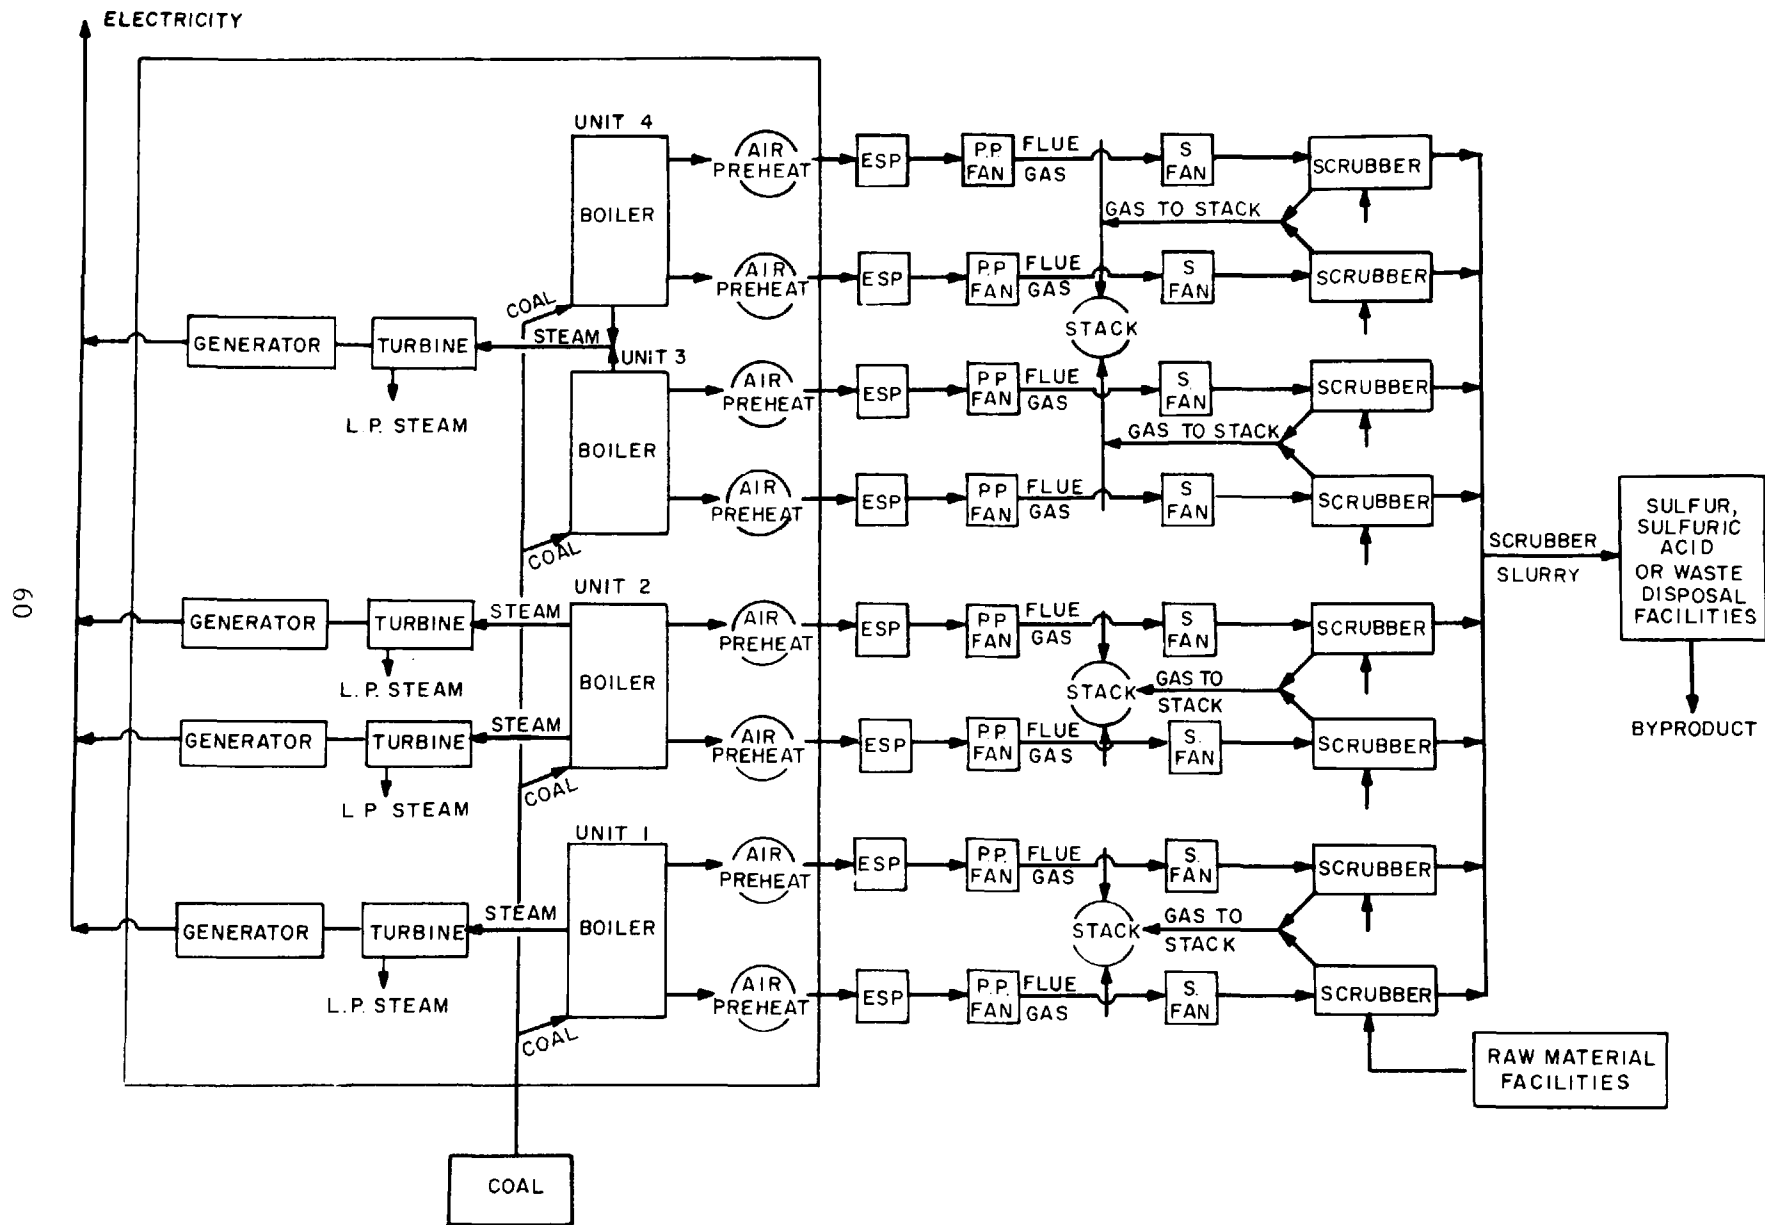 ELECTRICITY
UNIT 4
BOILER
AIR
PREHEAT
ESP
P.P.
FAN
FLUE
GAS
S
FAN
SCRUBBER
GAS TO STACK
AIR
PREHEAT
ESP
P.P.
FAN
FLUE
GAS
S
FAN
SCRUBBER
COAL
STEAM
GENERATOR
TURBINE
L.P. STEAM
STACK
UNIT 3
BOILER
AIR
PREHEAT
ESP
P.P.
FAN
FLUE
GAS
S.
FAN
SCRUBBER
GAS TO STACK
AIR
PREHEAT
ESP
P.P.
FAN
FLUE
GAS
S
FAN
SCRUBBER
COAL
SCRUBBER
SLURRY
SULFUR,
SULFURIC
ACID
OR WASTE
DISPOSAL
FACILITIES
BYPRODUCT
60
UNIT 2
BOILER
STEAM
GENERATOR
TURBINE
L.P. STEAM
AIR
PREHEAT
ESP
P.P.
FAN
FLUE
GAS
S
FAN
SCRUBBER
STACK
GAS TO
STACK
STEAM
GENERATOR
TURBINE
L.P STEAM
COAL
AIR
PREHEAT
ESP
P.P.
FAN
FLUE
GAS
S.
FAN
SCRUBBER
UNIT 1
BOILER
AIR
PREHEAT
ESP
P.P.
FAN
FLUE
GAS
S.
FAN
SCRUBBER
STEAM
GENERATOR
TURBINE
L.P. STEAM
STACK
GAS TO
STACK
AIR
PREHEAT
ESP
P.P.
FAN
FLUE
GAS
S.
FAN
SCRUBBER
COAL
RAW MATERIAL
FACILITIES
COAL